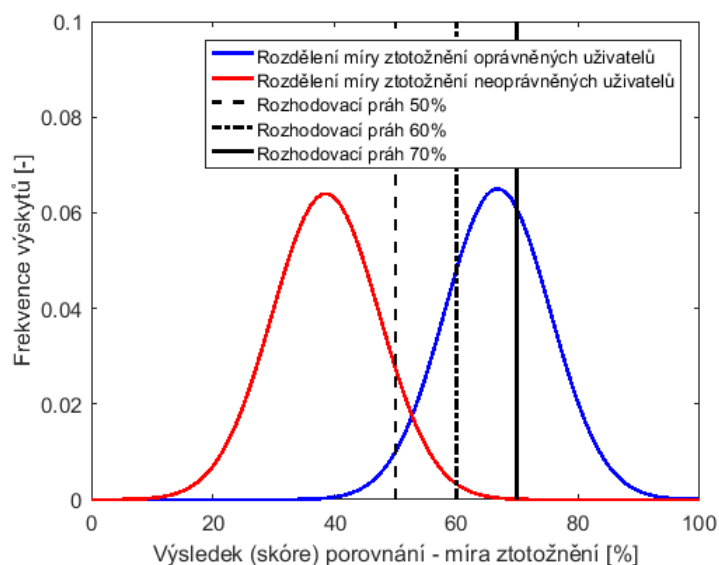 0.1
0.08
0.06
0.04
0.02
0
Frekvence výskytů [-]
Rozdělení míry ztotožnění oprávněných uživatelů
Rozdělení míry ztotožnění neoprávněných uživatelů
Rozhodovací práh 50%
Rozhodovací práh 60%
Rozhodovací práh 70%
0 20 40 60 80 100
Výsledek (skóre) porovnání - míra ztotožnění [%]